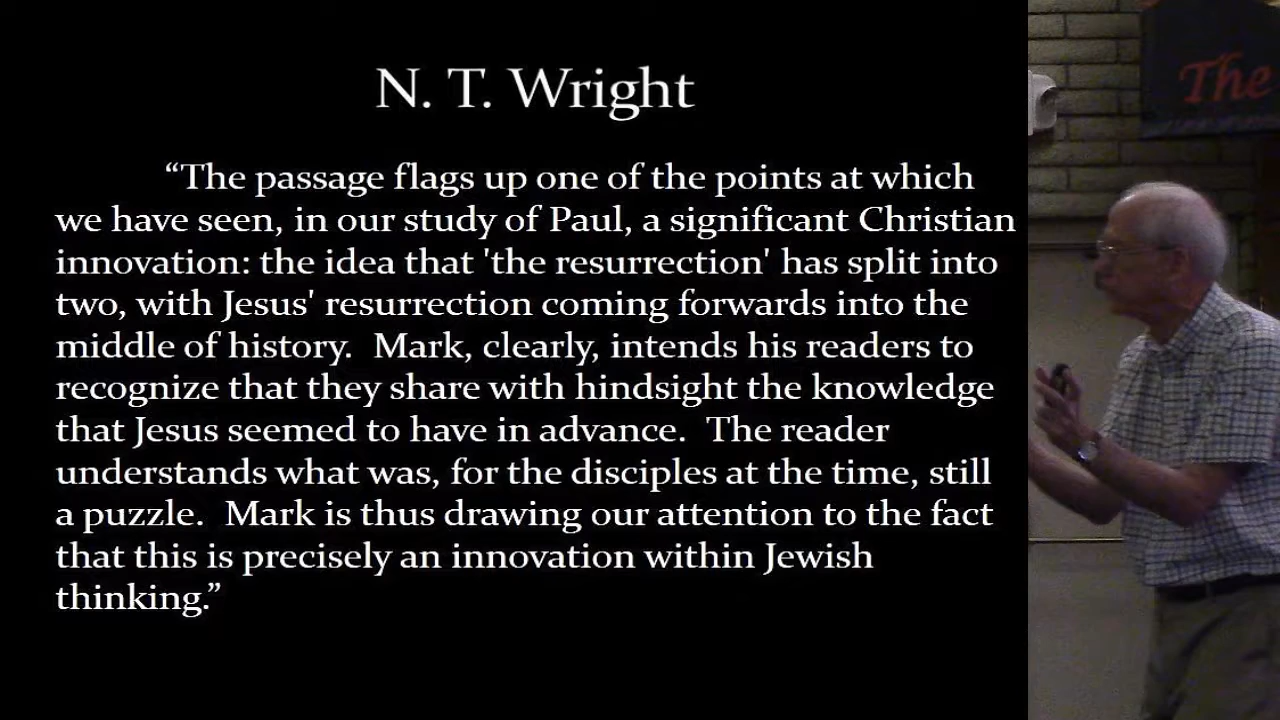 N. T. Wright
“The passage flags up one of the points at which
we have seen, in our study of Paul, a significant Christian
innovation: the idea that 'the resurrection' has split into
two, with Jesus' resurrection coming forwards into the
middle of history.  Mark, clearly, intends his readers to
recognize that they share with hindsight the knowledge
that Jesus seemed to have in advance.  The reader
understands what was, for the disciples at the time, still
a puzzle.  Mark is thus drawing our attention to the fact
that this is precisely an innovation within Jewish
thinking.”
The